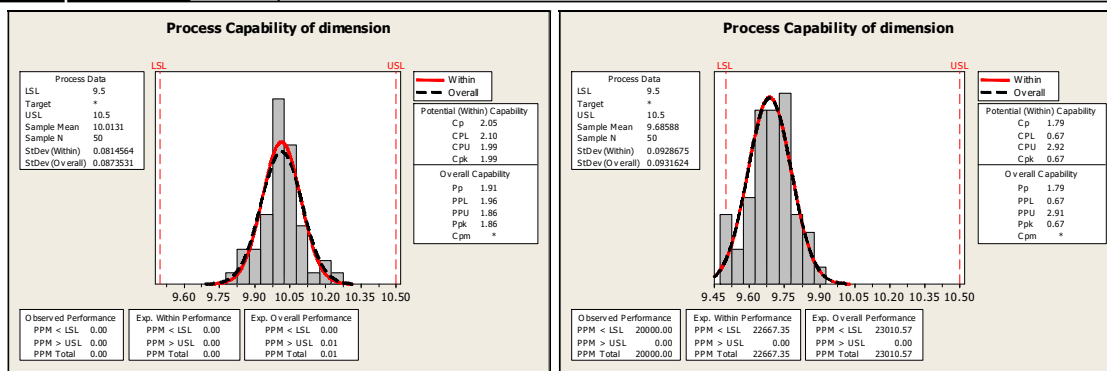 Process Capability of dimension
LSL USL
Process Data
LSL 9.5
Target *
USL 10.5
Sample Mean 10.0131
Sample N 50
StDev(Within) 0.0814564
StDev(Overall) 0.0873531
Within
Overall
Potential (Within) Capability
Cp 2.05
CPL 2.10
CPU 1.99
Cpk 1.99
Overall Capability
Pp 1.91
PPL 1.96
PPU 1.86
Ppk 1.86
Cpm *
9.60 9.75 9.90 10.05 10.20 10.35 10.50
Observed Performance
PPM < LSL 0.00
PPM > USL 0.00
PPM Total 0.00
Exp. Within Performance
PPM < LSL 0.00
PPM > USL 0.00
PPM Total 0.00
Exp. Overall Performance
PPM < LSL 0.00
PPM > USL 0.01
PPM Total 0.01
Process Capability of dimension
LSL USL
Process Data
LSL 9.5
Target *
USL 10.5
Sample Mean 9.68588
Sample N 50
StDev(Within) 0.0928675
StDev(Overall) 0.0931624
Within
Overall
Potential (Within) Capability
Cp 1.79
CPL 0.67
CPU 2.92
Cpk 0.67
Overall Capability
Pp 1.79
PPL 0.67
PPU 2.91
Ppk 0.67
Cpm *
9.45 9.60 9.75 9.90 10.05 10.20 10.35 10.50
Observed Performance
PPM < LSL 20000.00
PPM > USL 0.00
PPM Total 20000.00
Exp. Within Performance
PPM < LSL 22667.35
PPM > USL 0.00
PPM Total 22667.35
Exp. Overall Performance
PPM < LSL 23010.57
PPM > USL 0.00
PPM Total 23010.57